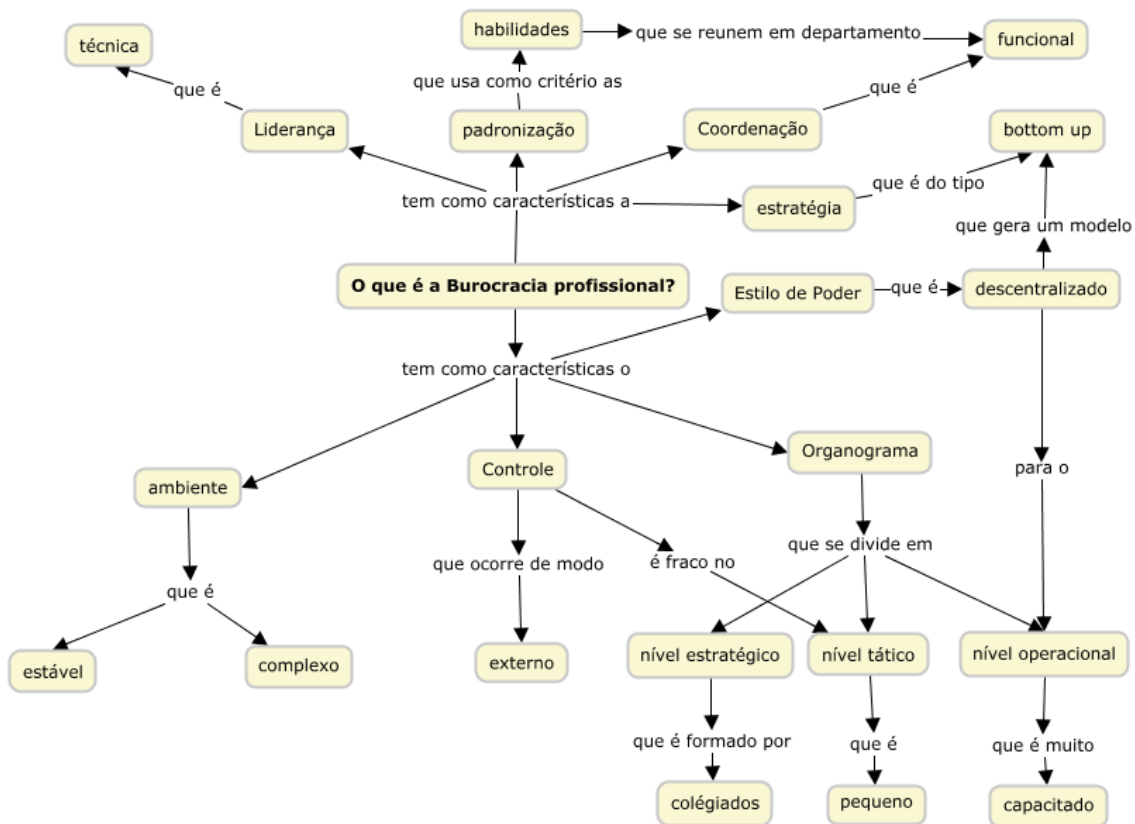 habilidades
que se reunem em departamento
funcional
técnica
que é
que usa como critério as
que é
Liderança
padronização
Coordenação
bottom up
que é do tipo
tem como características a
estratégia
que gera um modelo
O que é a Burocracia profissional?
Estilo de Poder
que é
descentralizado
tem como características o
Organograma
Controle
para o
ambiente
que se divide em
que ocorre de modo
é fraco no
que é
nível estratégico
nível tático
nível operacional
estável
complexo
externo
que é formado por
que é
que é muito
colégiados
pequeno
capacitado